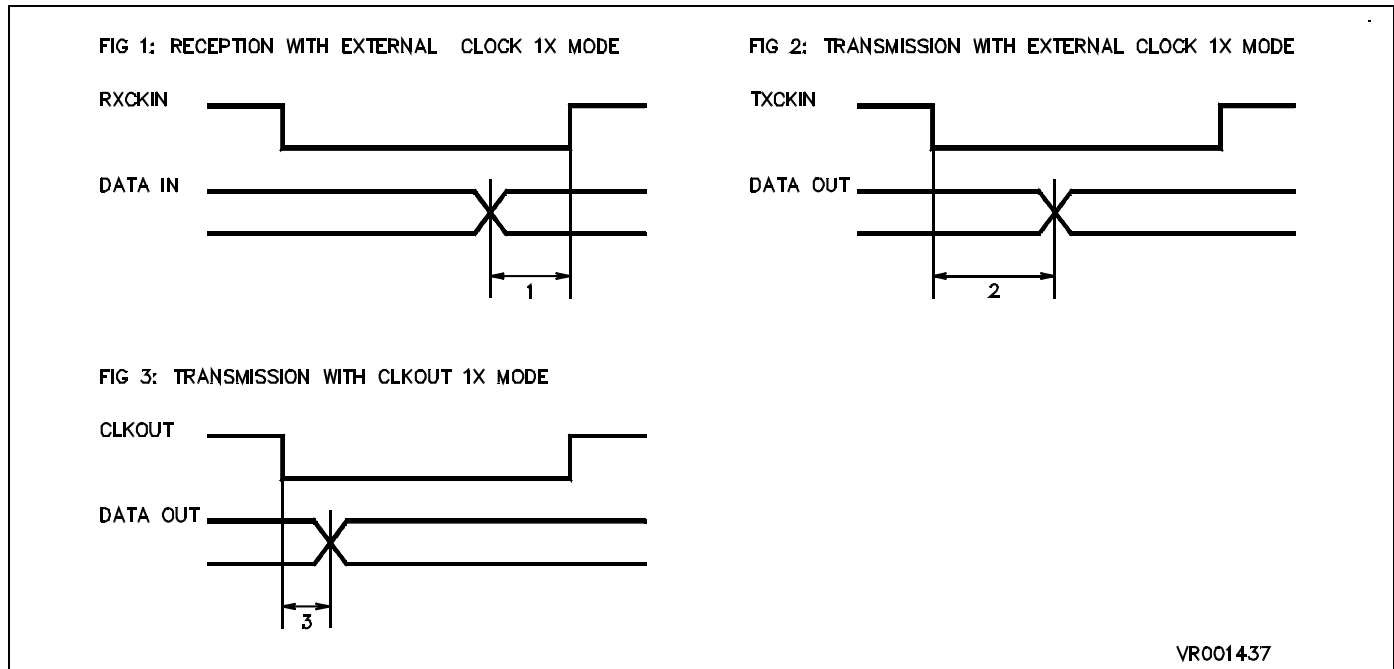 FIG 1: RECEPTION WITH EXTERNAL CLOCK 1X MODE
RXCKIN
DATA IN
1
FIG 2: TRANSMISSION WITH EXTERNAL CLOCK 1X MODE
TXCKIN
DATA OUT
2
FIG 3: TRANSMISSION WITH CLKOUT 1X MODE
CLKOUT
DATA OUT
3
VR001437